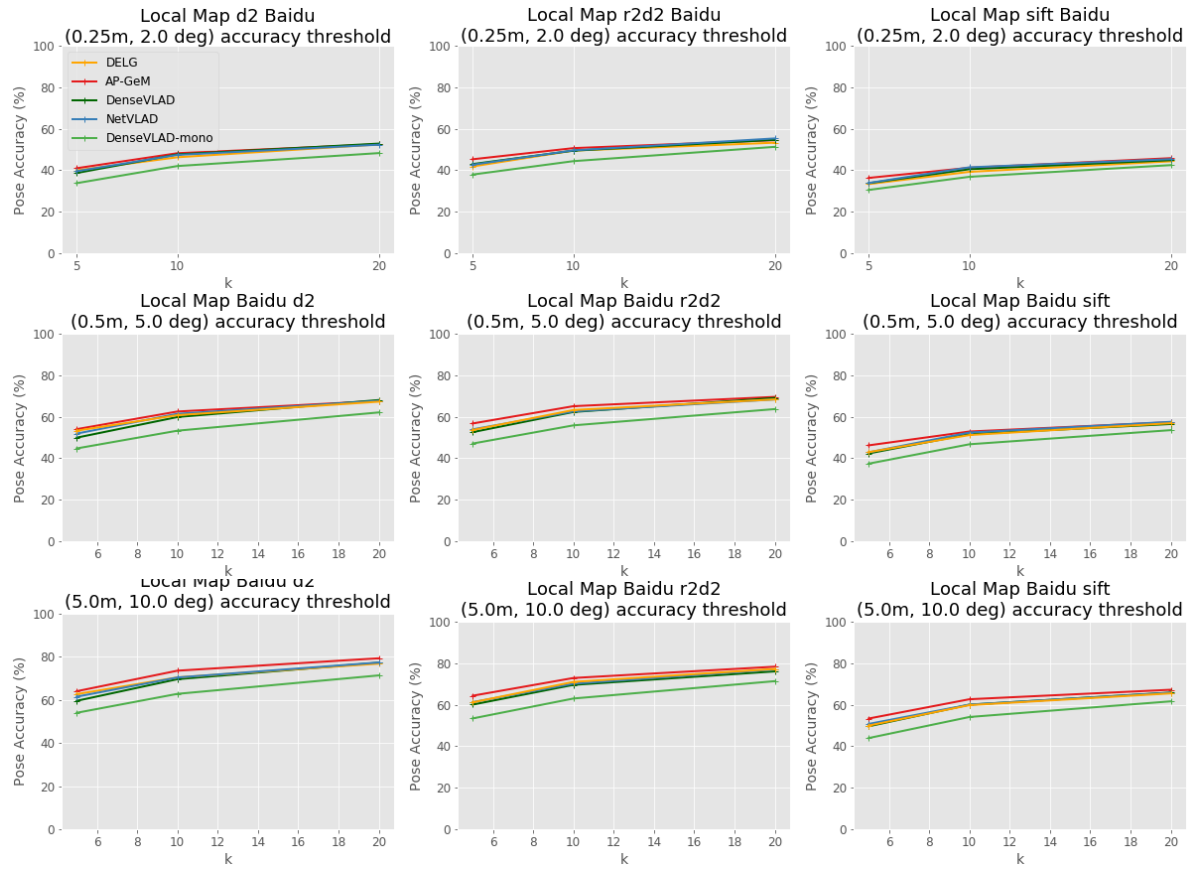 Local Map d2 Baidu
(0.25m, 2.0 deg) accuracy threshold
100
80
60
40
20
0
Pose Accuracy (%)
DELG
AP-GeM
DenseVLAD
NetVLAD
DenseVLAD-mono
5
10
20
k
Local Map r2d2 Baidu
(0.25m, 2.0 deg) accuracy threshold
100
80
60
40
20
0
Pose Accuracy (%)
5
10
20
k
Local Map sift Baidu
(0.25m, 2.0 deg) accuracy threshold
100
80
60
40
20
0
Pose Accuracy (%)
5
10
20
k
Local Map Baidu d2
(0.5m, 5.0 deg) accuracy threshold
100
80
60
40
20
0
Pose Accuracy (%)
6 8 10 12 14 16 18 20
k
Local Map Baidu r2d2
(0.5m, 5.0 deg) accuracy threshold
100
80
60
40
20
0
Pose Accuracy (%)
6 8 10 12 14 16 18 20
k
Local Map Baidu sift
(0.5m, 5.0 deg) accuracy threshold
100
80
60
40
20
0
Pose Accuracy (%)
6 8 10 12 14 16 18 20
k
Local Map Baidu d2
(5.0m, 10.0 deg) accuracy threshold
100
80
60
40
20
0
Pose Accuracy (%)
6 8 10 12 14 16 18 20
k
Local Map Baidu r2d2
(5.0m, 10.0 deg) accuracy threshold
100
80
60
40
20
0
Pose Accuracy (%)
6 8 10 12 14 16 18 20
k
Local Map Baidu sift
(5.0m, 10.0 deg) accuracy threshold
100
80
60
40
20
0
Pose Accuracy (%)
6 8 10 12 14 16 18 20
k